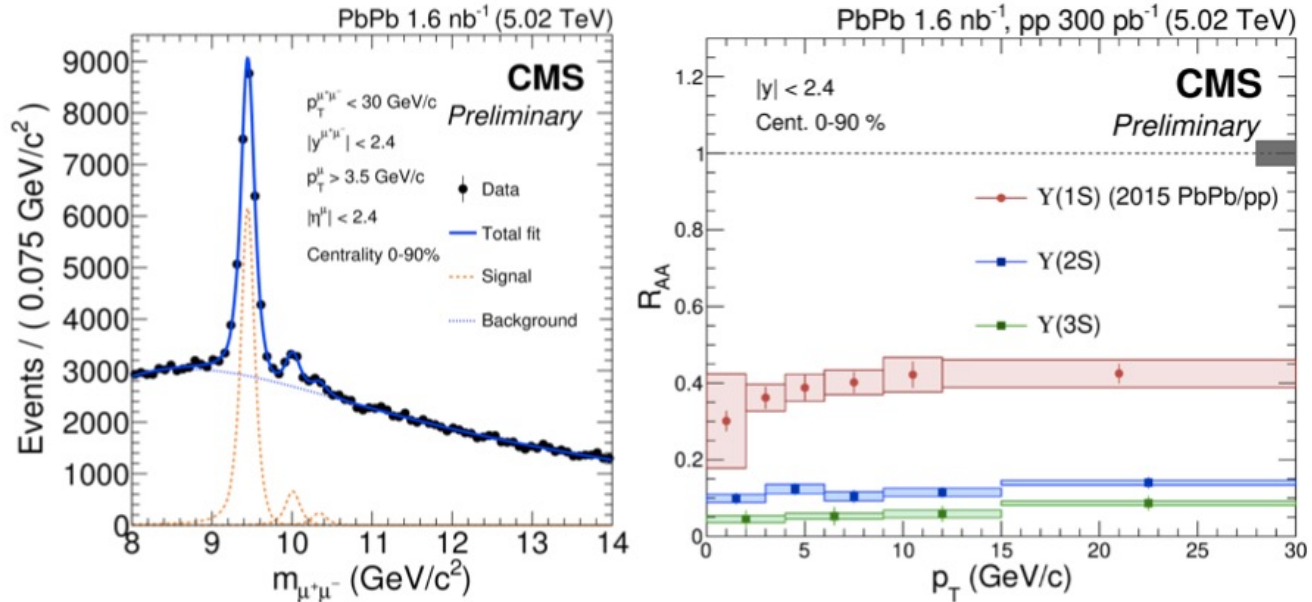 PbPb 1.6 nb⁻¹ (5.02 TeV)
CMS
Preliminary
p_T^{μ⁺μ⁻} < 30 GeV/c
|y^{μ⁺μ⁻}| < 2.4
p_T^μ > 3.5 GeV/c
|η^μ| < 2.4
Centrality 0-90%
Data
Total fit
Signal
Background
Events / ( 0.075 GeV/c²)
9000
8000
7000
6000
5000
4000
3000
2000
1000
0
8 9 10 11 12 13 14
m_{μ⁺μ⁻} (GeV/c²)
PbPb 1.6 nb⁻¹, pp 300 pb⁻¹ (5.02 TeV)
|y| < 2.4
Cent. 0-90 %
CMS
Preliminary
ϒ(1S) (2015 PbPb/pp)
ϒ(2S)
ϒ(3S)
R_{AA}
1.2
1
0.8
0.6
0.4
0.2
0
0 5 10 15 20 25 30
p_T (GeV/c)